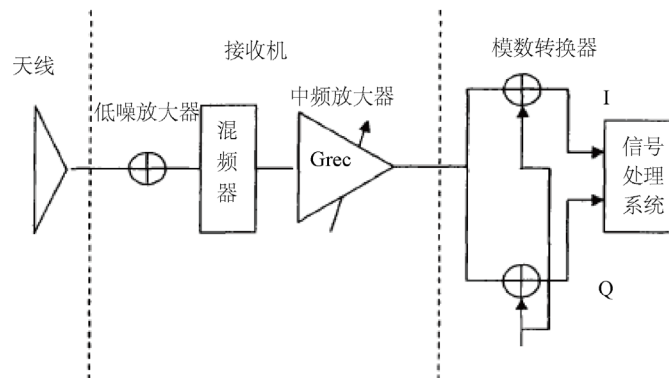 天线
接收机
模数转换器
低噪放大器
混
频
器
中频放大器
Grec
I
信号
处理
系统
Q